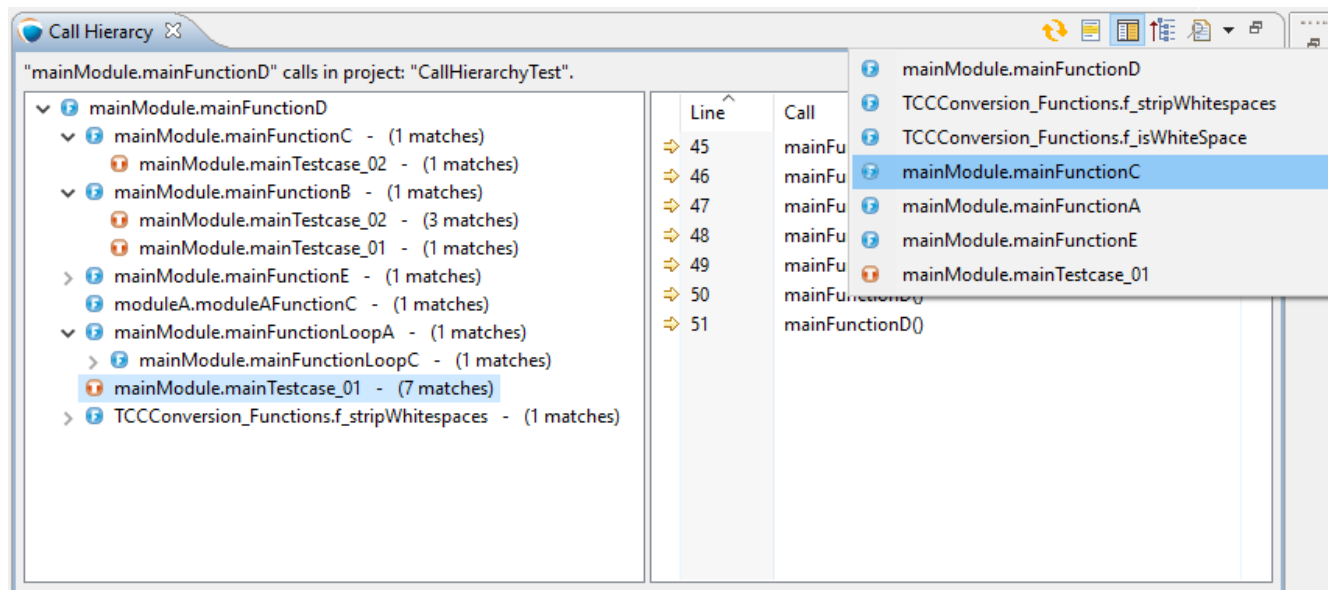 Call Hierarcy
"mainModule.mainFunctionD" calls in project: "CallHierarchyTest".
mainModule.mainFunctionD
mainModule.mainFunctionC - (1 matches)
mainModule.mainTestcase_02 - (1 matches)
mainModule.mainFunctionB - (1 matches)
mainModule.mainTestcase_02 - (3 matches)
mainModule.mainTestcase_01 - (1 matches)
mainModule.mainFunctionE - (1 matches)
moduleA.moduleAFunctionC - (1 matches)
mainModule.mainFunctionLoopA - (1 matches)
mainModule.mainFunctionLoopC - (1 matches)
mainModule.mainTestcase_01 - (7 matches)
TCCConversion_Functions.f_stripWhitespaces - (1 matches)
Line Call
45 mainFu
46 mainFu
47 mainFu
48 mainFu
49 mainFu
50 mainFunctionD()
51 mainFunctionD()
mainModule.mainFunctionD
TCCConversion_Functions.f_stripWhitespaces
TCCConversion_Functions.f_isWhiteSpace
mainModule.mainFunctionC
mainModule.mainFunctionA
mainModule.mainFunctionE
mainModule.mainTestcase_01